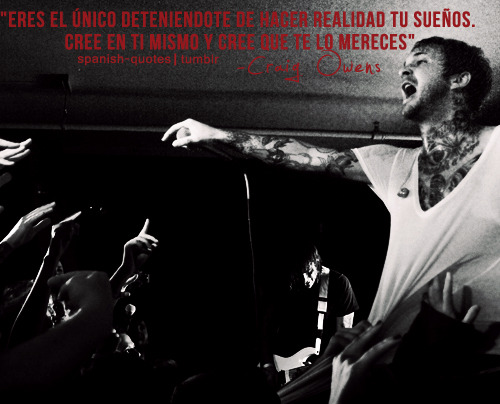 "ERES EL ÚNICO DETENIENDOTE DE HACER REALIDAD TU SUEÑOS.
CREE EN TI MISMO Y CREE QUE TE LO MERECES"
spanish-quotes| tumblr
-Craig Owens